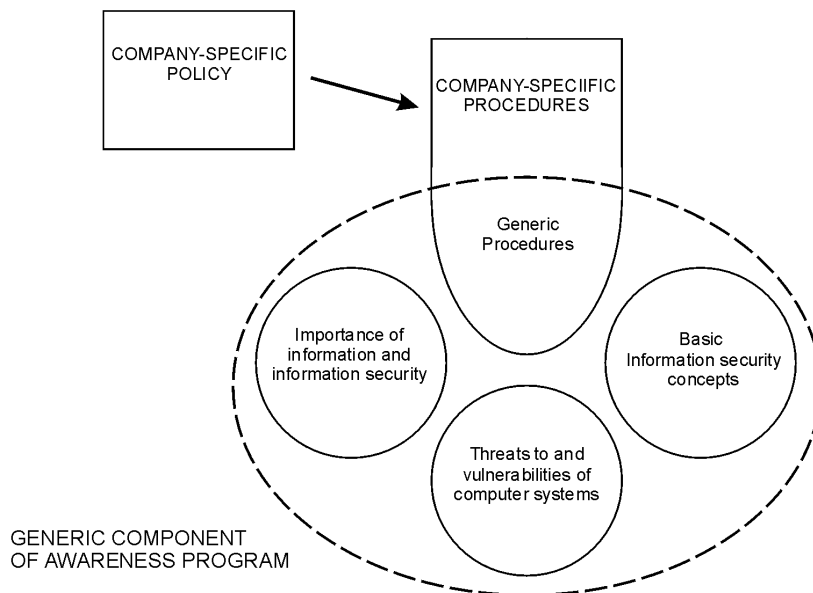 COMPANY-SPECIFIC
POLICY
COMPANY-SPECIIFIC
PROCEDURES
Generic
Procedures
Importance of
information and
information security
Basic
Information security
concepts
Threats to and
vulnerabilities of
computer systems
GENERIC COMPONENT
OF AWARENESS PROGRAM